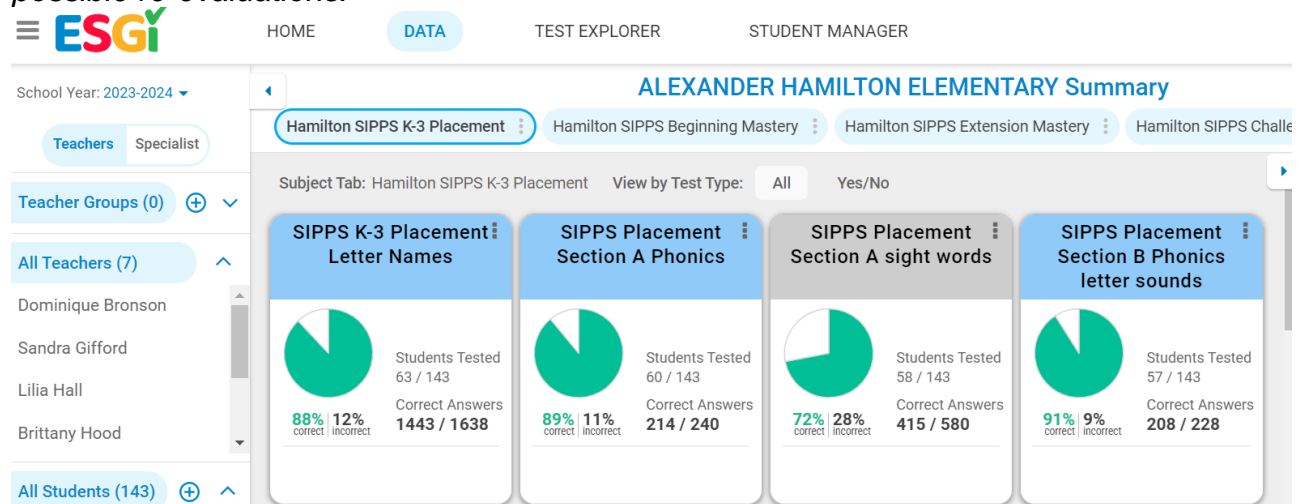 possible re-evaluations.
ESGi
HOME
DATA
TEST EXPLORER
STUDENT MANAGER
School Year: 2023-2024
Teachers
Specialist
Teacher Groups (0)
All Teachers (7)
Dominique Bronson
Sandra Gifford
Lilia Hall
Brittany Hood
All Students (143)
ALEXANDER HAMILTON ELEMENTARY Summary
Hamilton SIPPS K-3 Placement
Hamilton SIPPS Beginning Mastery
Hamilton SIPPS Extension Mastery
Hamilton SIPPS Challe
Subject Tab: Hamilton SIPPS K-3 Placement
View by Test Type:
All
Yes/No
SIPPS K-3 Placement
Letter Names
Students Tested
63 / 143
Correct Answers
1443 / 1638
88% 12%
correct incorrect
SIPPS Placement
Section A Phonics
Students Tested
60 / 143
Correct Answers
214 / 240
89% 11%
correct incorrect
SIPPS Placement
Section A sight words
Students Tested
58 / 143
Correct Answers
415 / 580
72% 28%
correct incorrect
SIPPS Placement
Section B Phonics
letter sounds
Students Tested
57 / 143
Correct Answers
208 / 228
91% 9%
correct incorrect